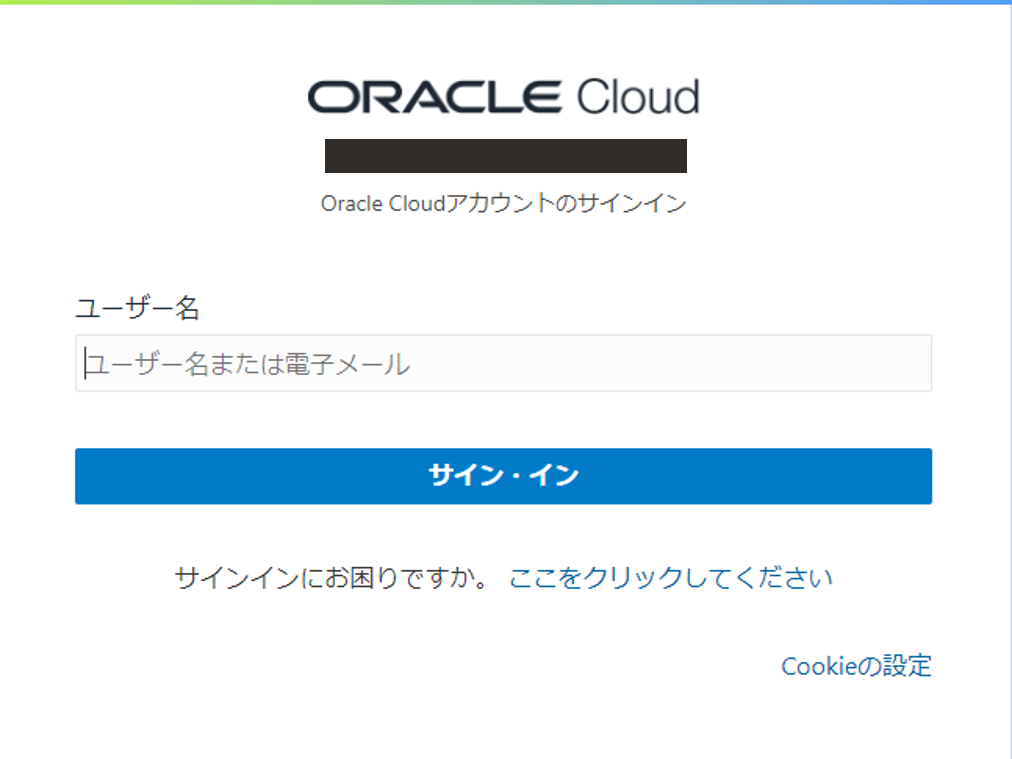 ORACLE Cloud
Oracle Cloudアカウントのサインイン
ユーザー名
ユーザー名または電子メール
サイン・イン
サインインにお困りですか。 ここをクリックしてください
Cookieの設定